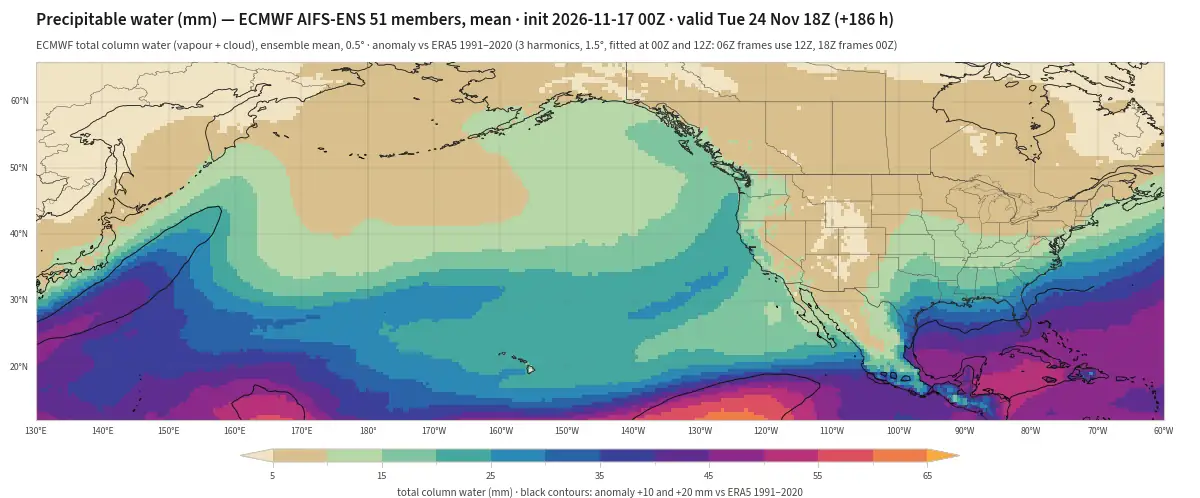 Precipitable water (mm) — ECMWF AIFS-ENS 51 members, mean · init 2026-11-17 00Z · valid Tue 24 Nov 18Z (+186 h)
ECMWF total column water (vapour + cloud), ensemble mean, 0.5° · anomaly vs ERA5 1991–2020 (3 harmonics, 1.5°, fitted at 00Z and 12Z: 06Z frames use 12Z, 18Z frames 00Z)
60°N
50°N
40°N
30°N
20°N
130°E 140°E 150°E 160°E 170°E 180° 170°W 160°W 150°W 140°W 130°W 120°W 110°W 100°W 90°W 80°W 70°W 60°W
5 15 25 35 45 55 65
total column water (mm) · black contours: anomaly +10 and +20 mm vs ERA5 1991–2020